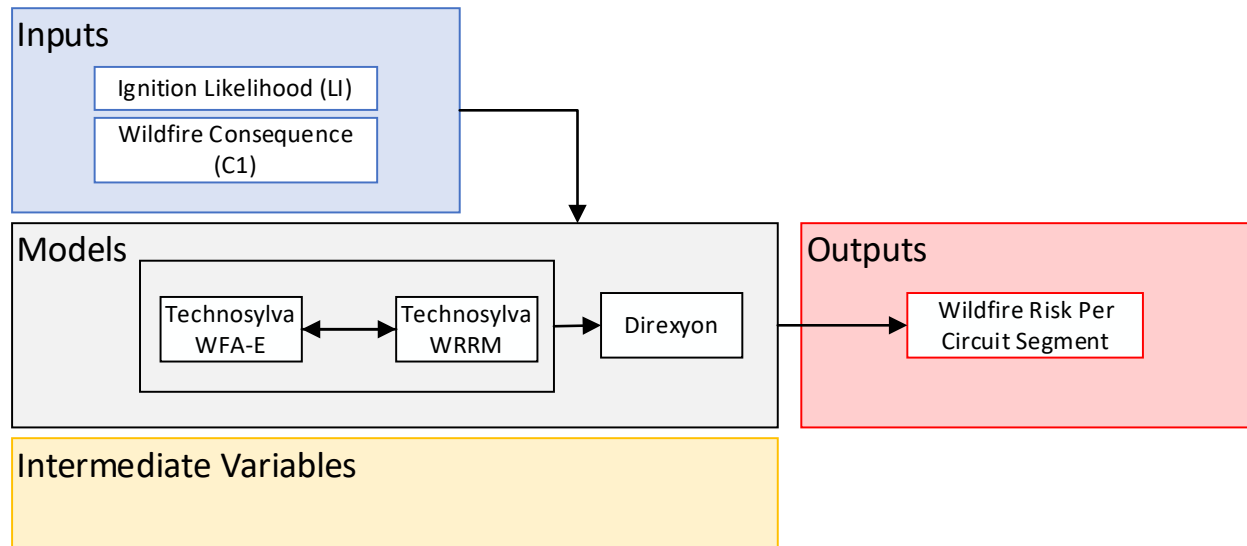 Inputs
Ignition Likelihood (LI)
Wildfire Consequence
(C1)
Models
Technosylva
WFA-E
Technosylva
WRRM
Direxyon
Outputs
Wildfire Risk Per
Circuit Segment
Intermediate Variables